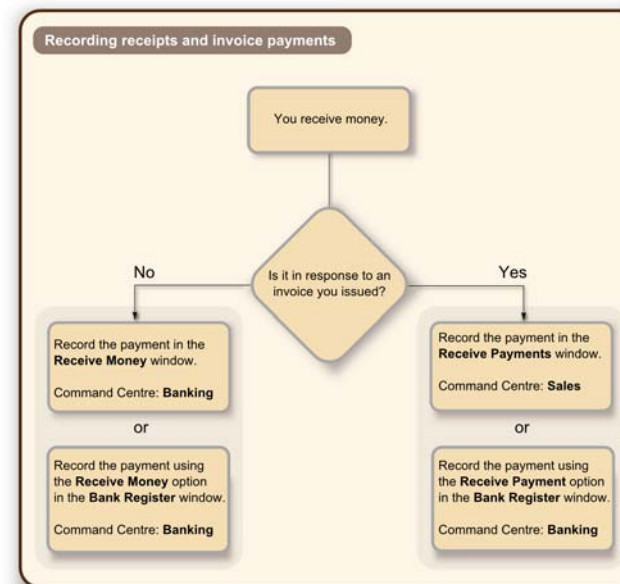 Recording receipts and invoice payments
You receive money.
Is it in response to an
invoice you issued?
No
Yes
Record the payment in the
Receive Money window.
Command Centre: Banking
or
Record the payment using
the Receive Money option
in the Bank Register window.
Command Centre: Banking
Record the payment in the
Receive Payments window.
Command Centre: Sales
or
Record the payment using
the Receive Payment option
in the Bank Register window.
Command Centre: Banking